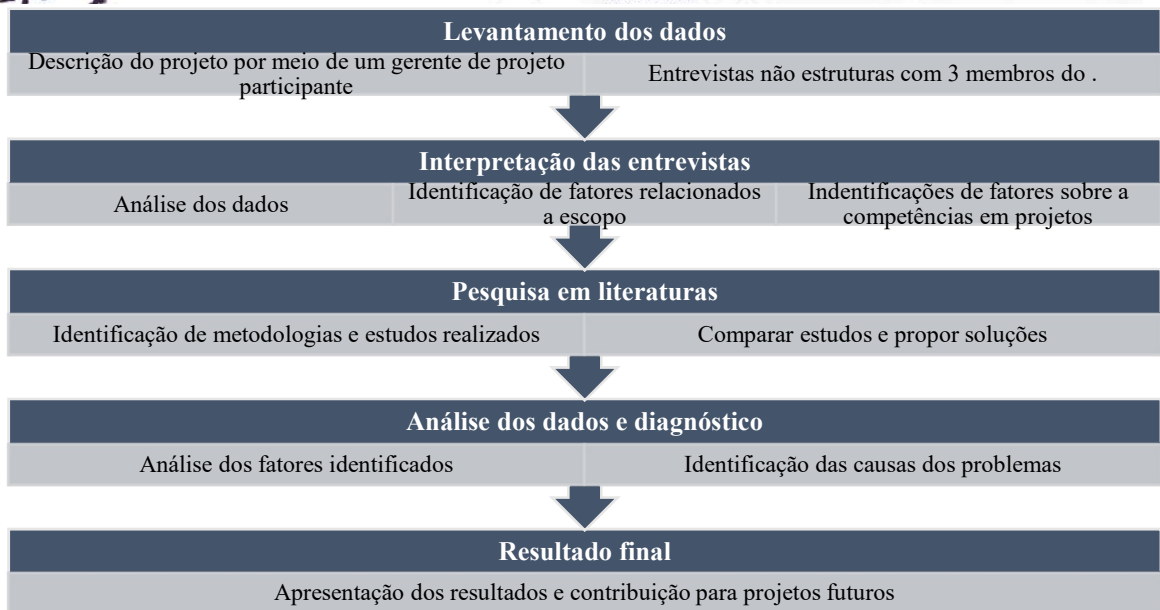 Levantamento dos dados
Descrição do projeto por meio de um gerente de projeto
participante
Entrevistas não estruturas com 3 membros do .
Interpretação das entrevistas
Análise dos dados
Identificação de fatores relacionados
a escopo
Indentificações de fatores sobre a
competências em projetos
Pesquisa em literaturas
Identificação de metodologias e estudos realizados
Comparar estudos e propor soluções
Análise dos dados e diagnóstico
Análise dos fatores identificados
Identificação das causas dos problemas
Resultado final
Apresentação dos resultados e contribuição para projetos futuros